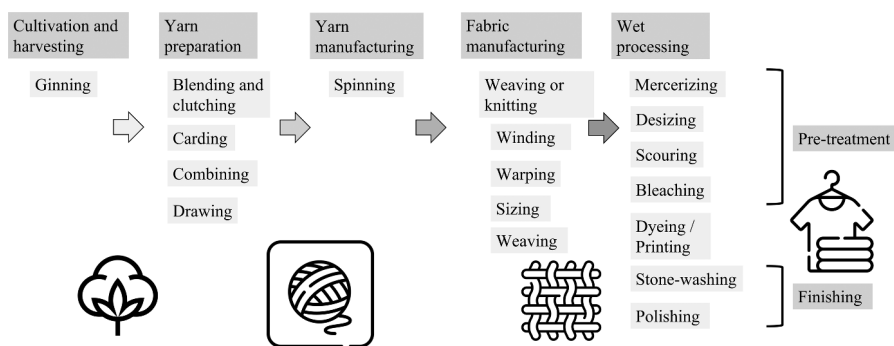 Cultivation and
harvesting
Ginning
Yarn
preparation
Blending and
clutching
Carding
Combining
Drawing
Yarn
manufacturing
Spinning
Fabric
manufacturing
Weaving or
knitting
Winding
Warping
Sizing
Weaving
Wet
processing
Mercerizing
Desizing
Scouring
Bleaching
Dyeing /
Printing
Stone-washing
Polishing
Pre-treatment
Finishing